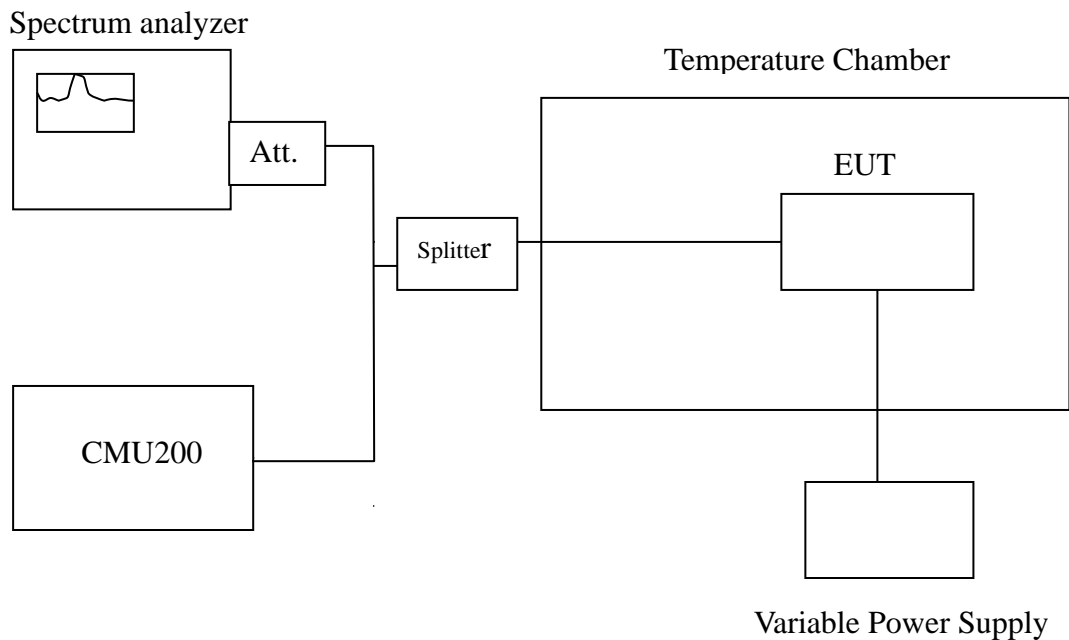 Spectrum analyzer
Temperature Chamber
Att.
EUT
Splitter
CMU200
Variable Power Supply